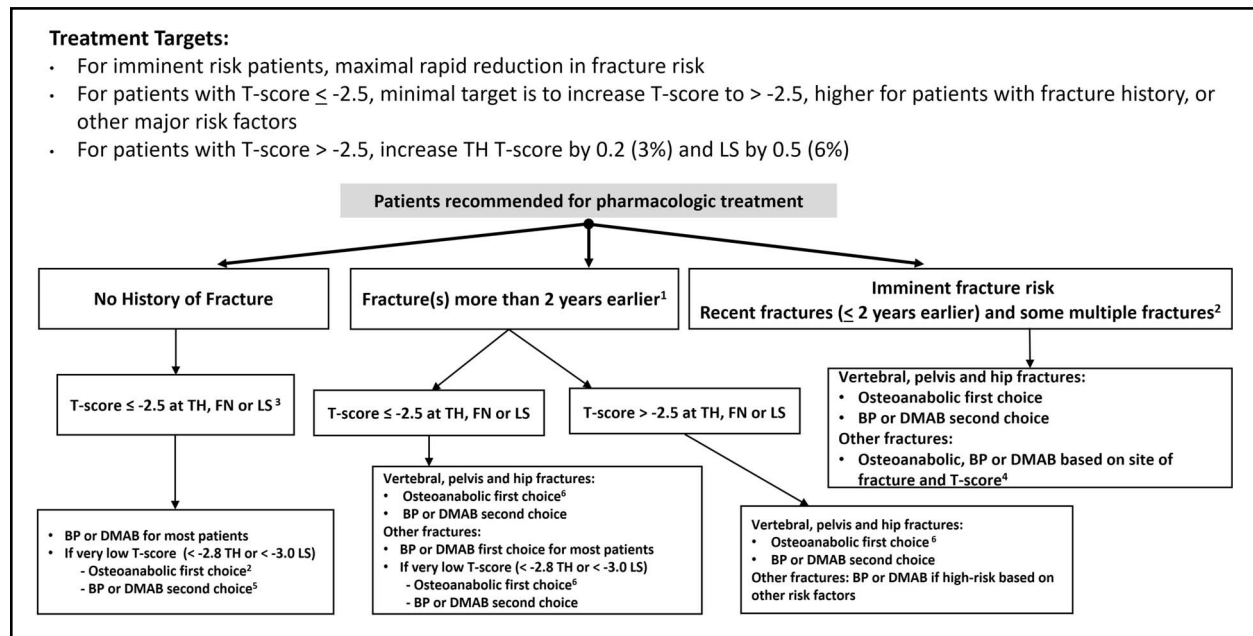 Treatment Targets:
· For imminent risk patients, maximal rapid reduction in fracture risk
· For patients with T-score ≤ -2.5, minimal target is to increase T-score to > -2.5, higher for patients with fracture history, or
other major risk factors
· For patients with T-score > -2.5, increase TH T-score by 0.2 (3%) and LS by 0.5 (6%)
Patients recommended for pharmacologic treatment
No History of Fracture
Fracture(s) more than 2 years earlier¹
Imminent fracture risk
Recent fractures (≤ 2 years earlier) and some multiple fractures²
T-score ≤ -2.5 at TH, FN or LS ³
T-score ≤ -2.5 at TH, FN or LS
T-score > -2.5 at TH, FN or LS
Vertebral, pelvis and hip fractures:
• Osteoanabolic first choice
• BP or DMAB second choice
Other fractures:
• Osteoanabolic, BP or DMAB based on site of
fracture and T-score⁴
• BP or DMAB for most patients
• If very low T-score (< -2.8 TH or < -3.0 LS)
- Osteoanabolic first choice²
- BP or DMAB second choice⁵
Vertebral, pelvis and hip fractures:
• Osteoanabolic first choice⁶
• BP or DMAB second choice
Other fractures:
• BP or DMAB first choice for most patients
• If very low T-score (< -2.8 TH or < -3.0 LS)
- Osteoanabolic first choice⁶
- BP or DMAB second choice
Vertebral, pelvis and hip fractures:
• Osteoanabolic first choice ⁶
• BP or DMAB second choice
Other fractures: BP or DMAB if high-risk based on
other risk factors